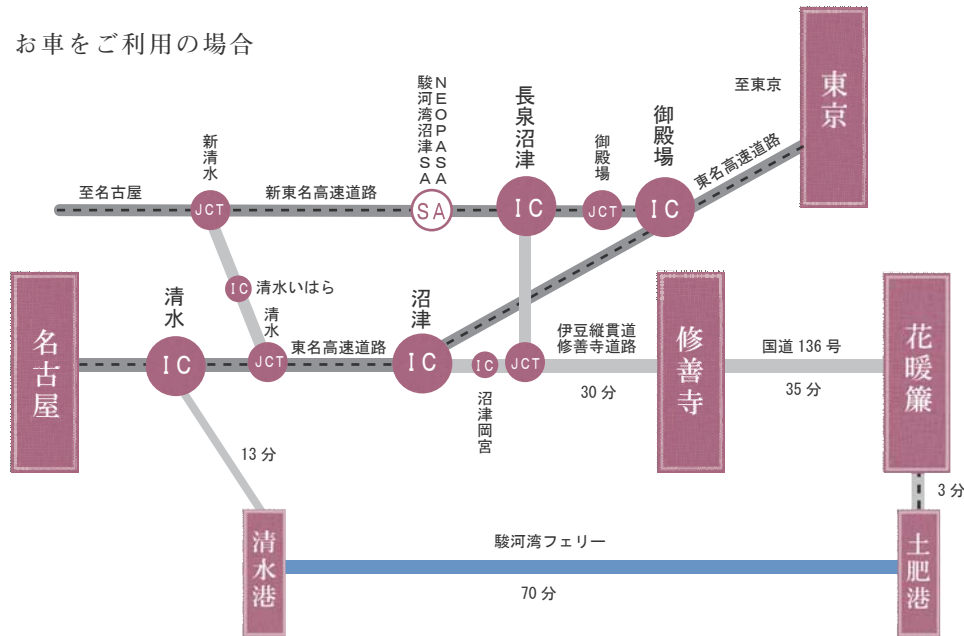 お車をご利用の場合
東京
至東京
NEOPASA
駿河湾沼津SA
長泉沼津
御殿場
御殿場
新清水
東名高速道路
至名古屋
新東名高速道路
JCT
SA
IC
JCT
IC
IC
清水いはら
名古屋
清水
清水
沼津
修善寺
花暖簾
東名高速道路
伊豆縦貫道
修善寺道路
国道136号
IC
JCT
IC
IC
JCT
30分
35分
沼津岡宮
13分
3分
清水港
駿河湾フェリー
70分
土肥港